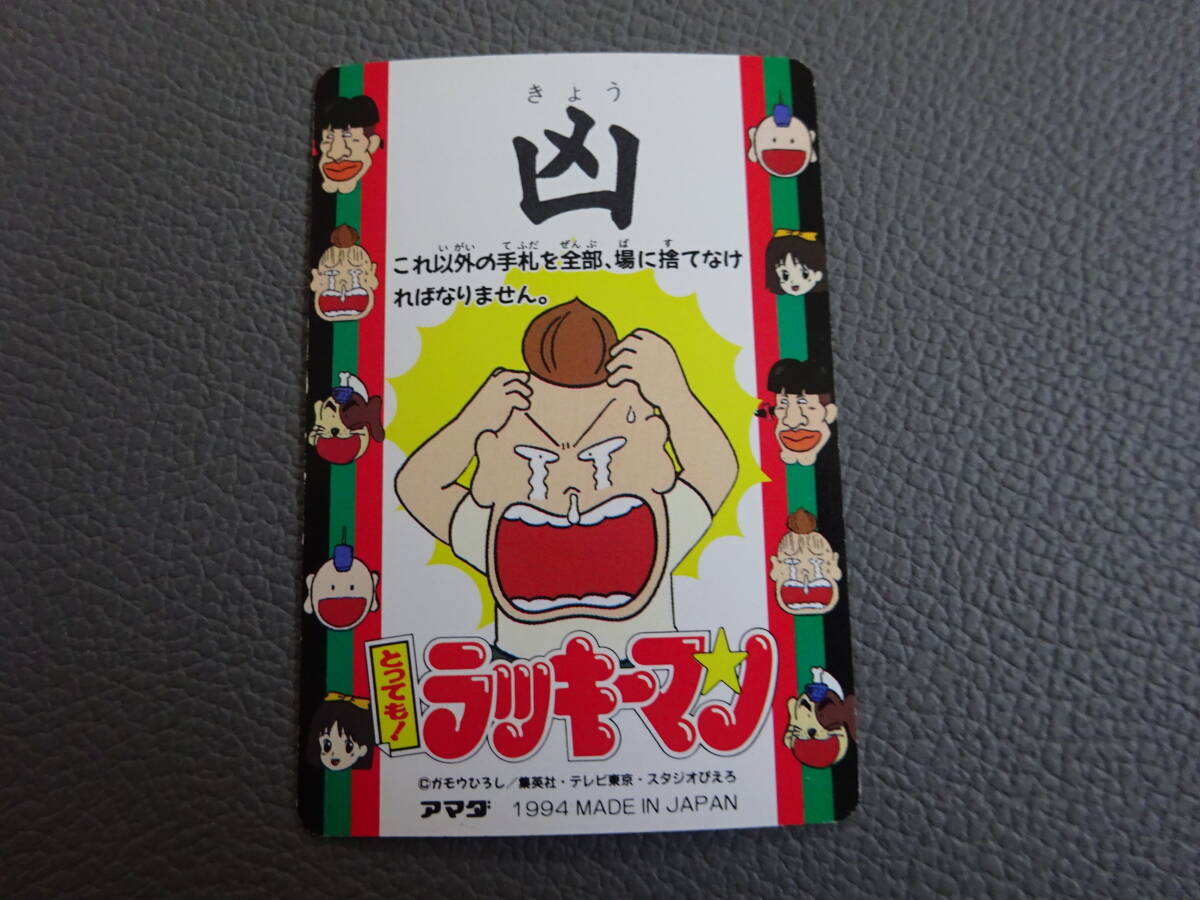 きょう
凶
いがい てふだ ぜんぶ ば す
これ以外の手札を全部、場に捨てなけ
ればなりません。
とっても!
ラッキーマン
©ガモウひろし／集英社・テレビ東京・スタジオぴえろ
アマダ 1994 MADE IN JAPAN